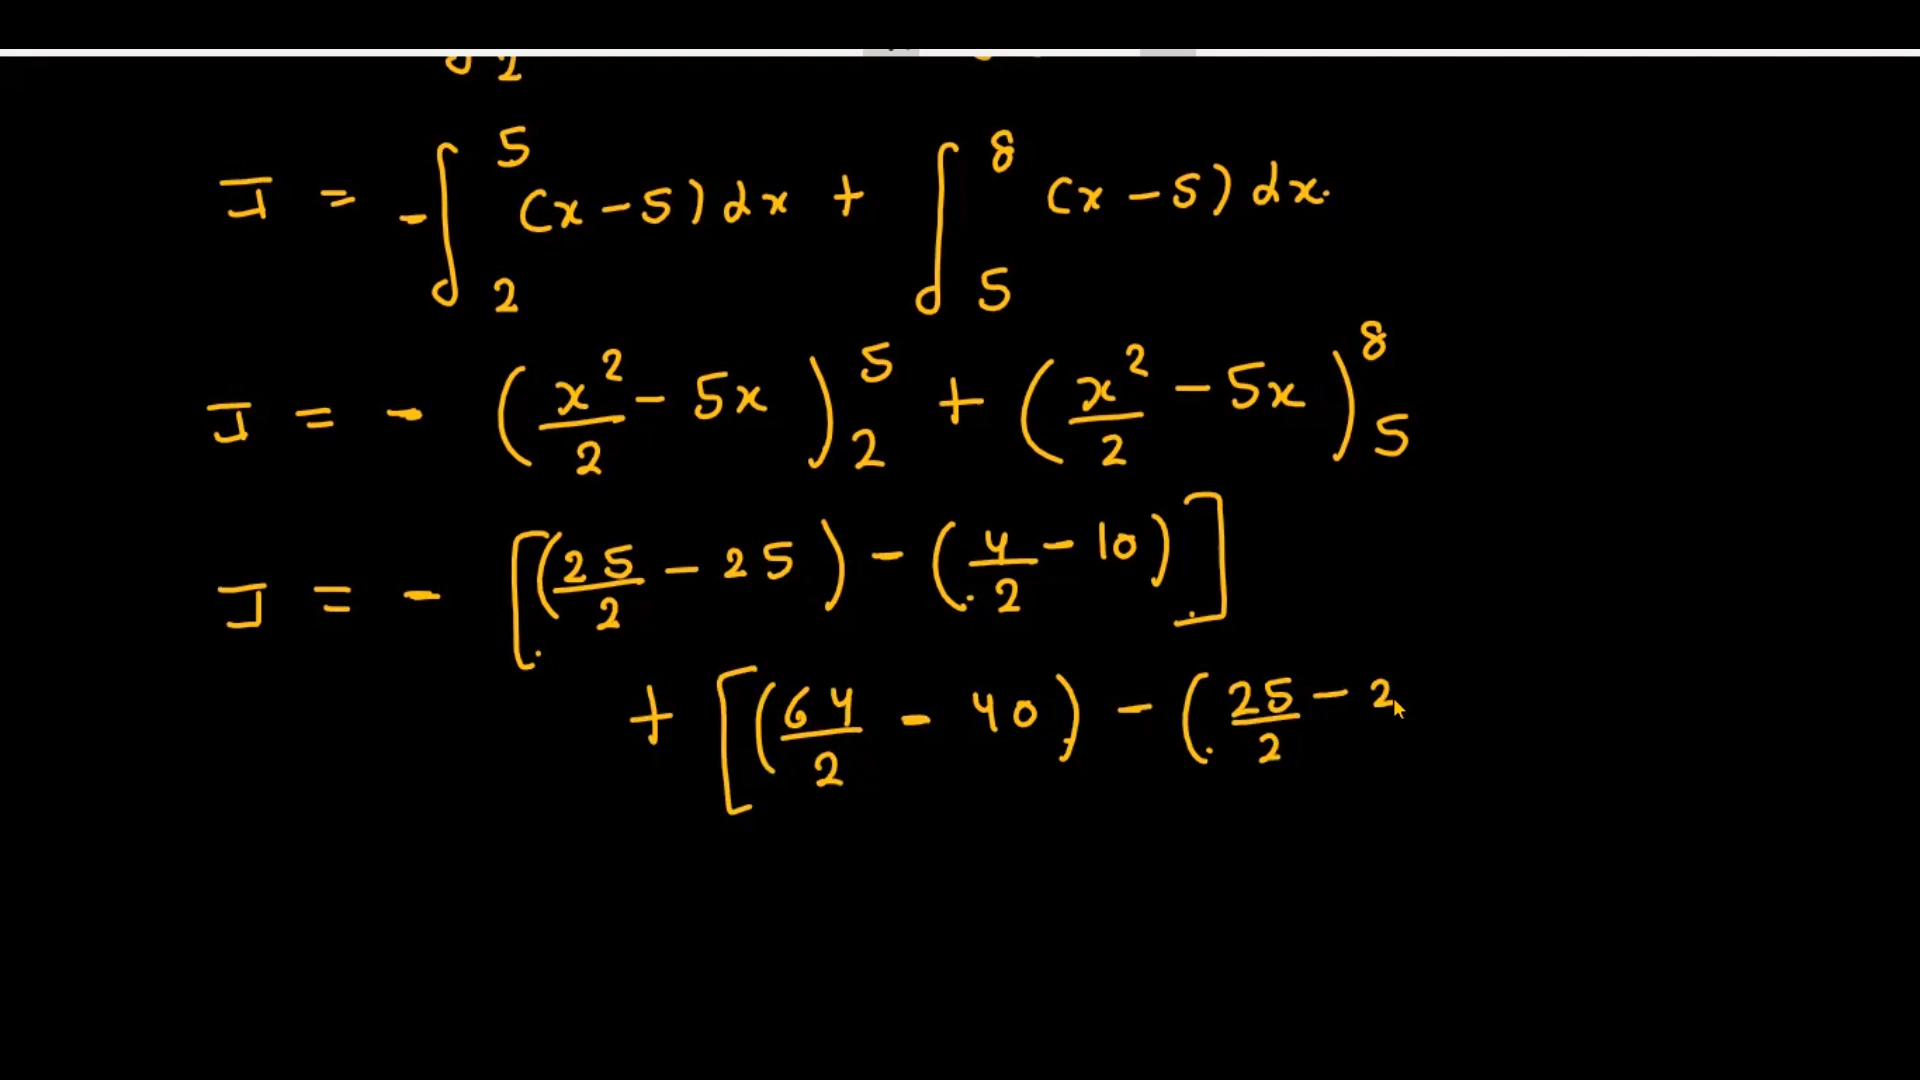 2
I = -∫₂⁵ (x-5) dx + ∫₅⁸ (x-5) dx.
I = - (x²/2 - 5x)₂⁵ + (x²/2 - 5x)₅⁸
I = - [(25/2 - 25) - (4/2 - 10)]
+ [(64/2 - 40) - (25/2 - 2